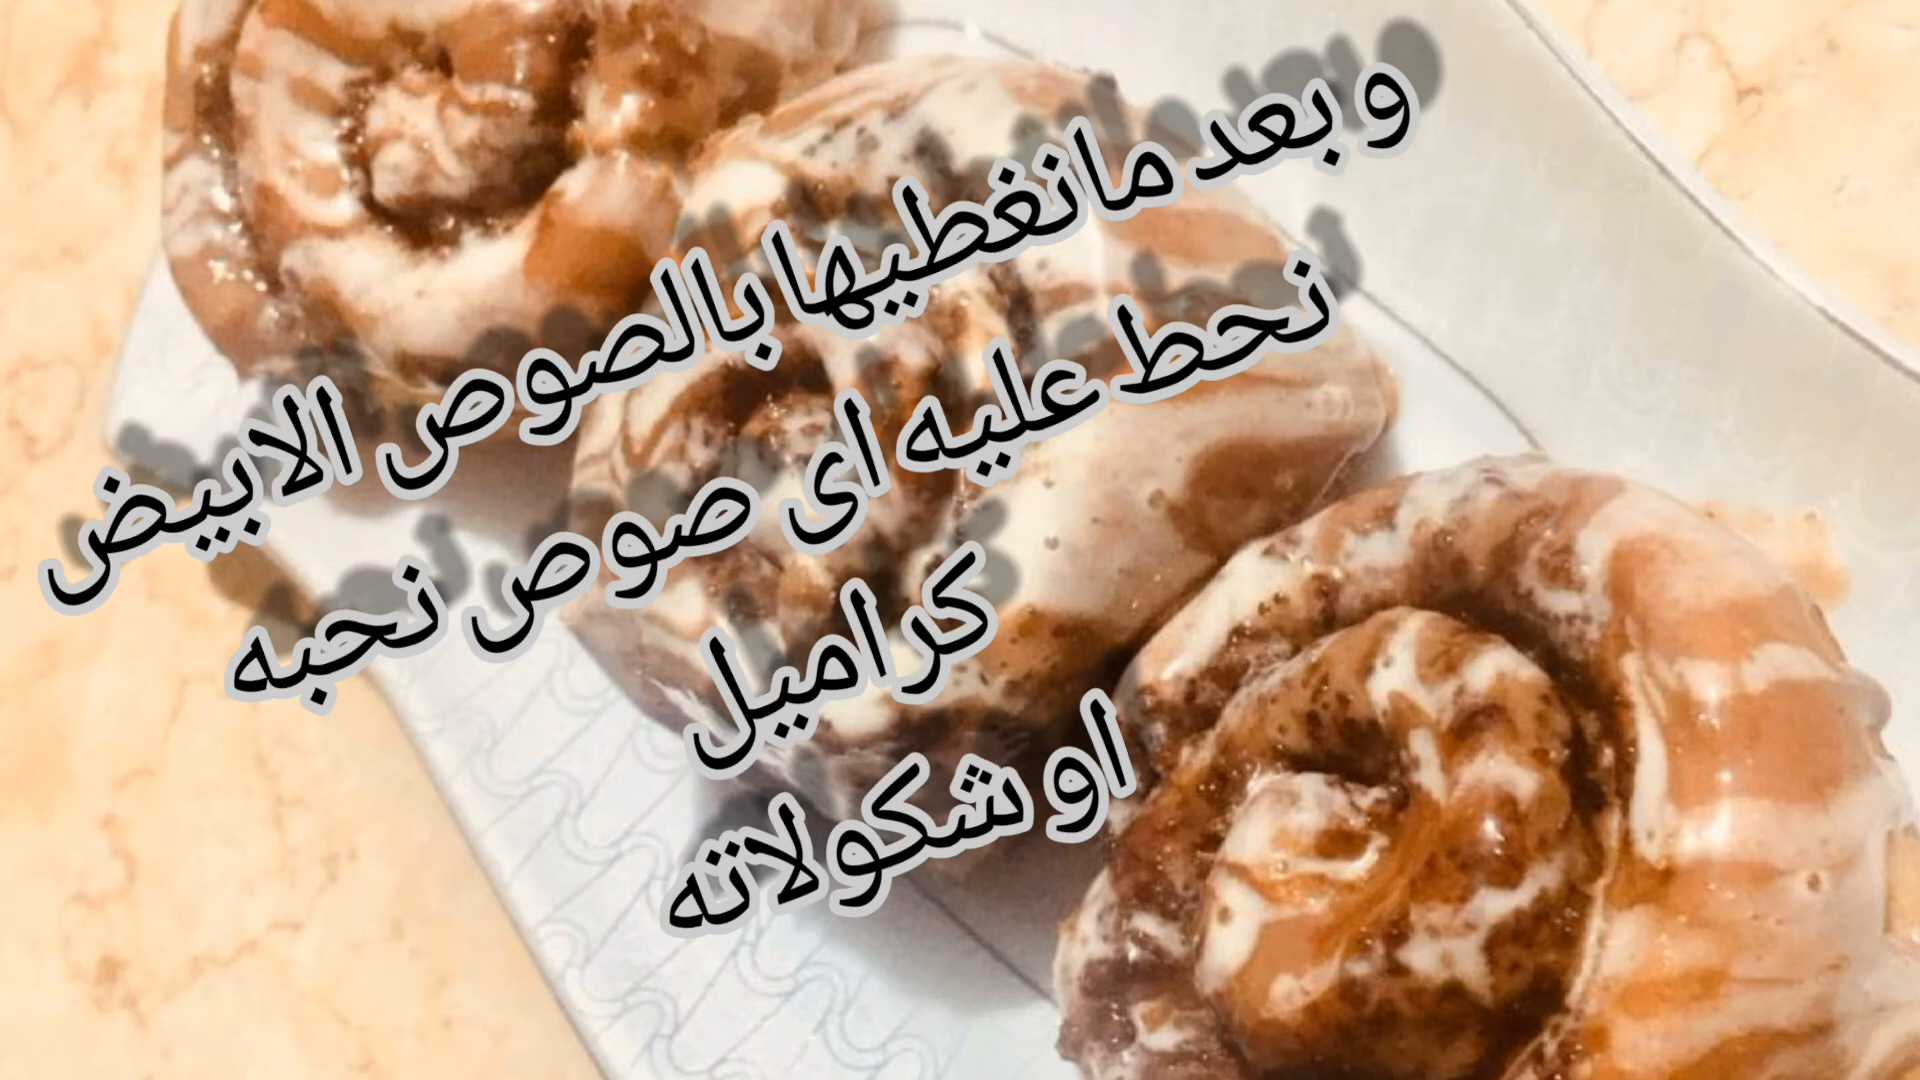 و بعد مانغطيها بالصوص الابيض
نحط عليه اى صوص نحبه
كراميل
او شكولاته